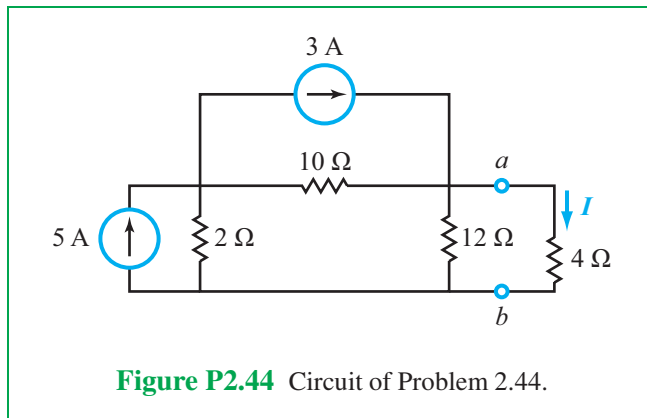 3 A
10 Ω
a
I
5 A
2 Ω
12 Ω
4 Ω
b
Figure P2.44 Circuit of Problem 2.44.